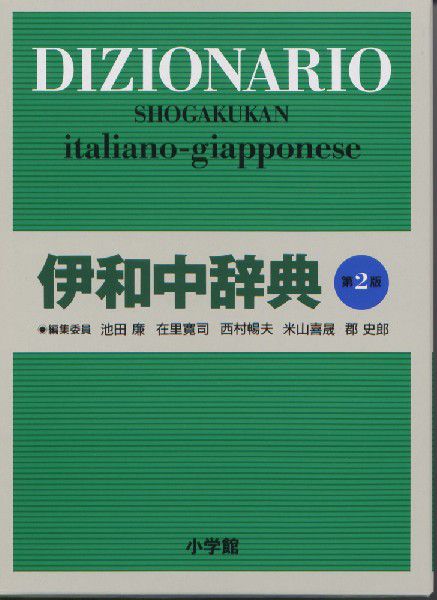 DIZIONARIO
SHOGAKUKAN
italiano-giapponese
伊和中辞典
第2版
●編集委員 池田 廉 在里寛司 西村暢夫 米山喜晟 郡 史郎
小学館